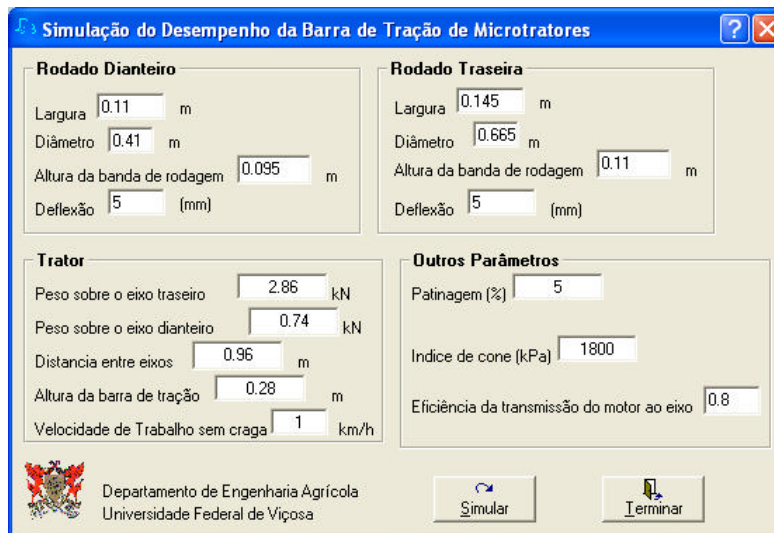 Simulação do Desempenho da Barra de Tração de Microtratores
Rodado Dianteiro
Largura 0.11 m
Diâmetro 0.41 m
Altura da banda de rodagem 0.095 m
Deflexão 5 (mm)
Rodado Traseira
Largura 0.145 m
Diâmetro 0.665 m
Altura da banda de rodagem 0.11 m
Deflexão 5 (mm)
Trator
Peso sobre o eixo traseiro 2.86 kN
Peso sobre o eixo dianteiro 0.74 kN
Distancia entre eixos 0.96 m
Altura da barra de tração 0.28 m
Velocidade de Trabalho sem craga 1 km/h
Outros Parâmetros
Patinagem (%) 5
Indice de cone (kPa) 1800
Eficiência da transmissão do motor ao eixo 0.8
Departamento de Engenharia Agrícola
Universidade Federal de Viçosa
Simular
Terminar